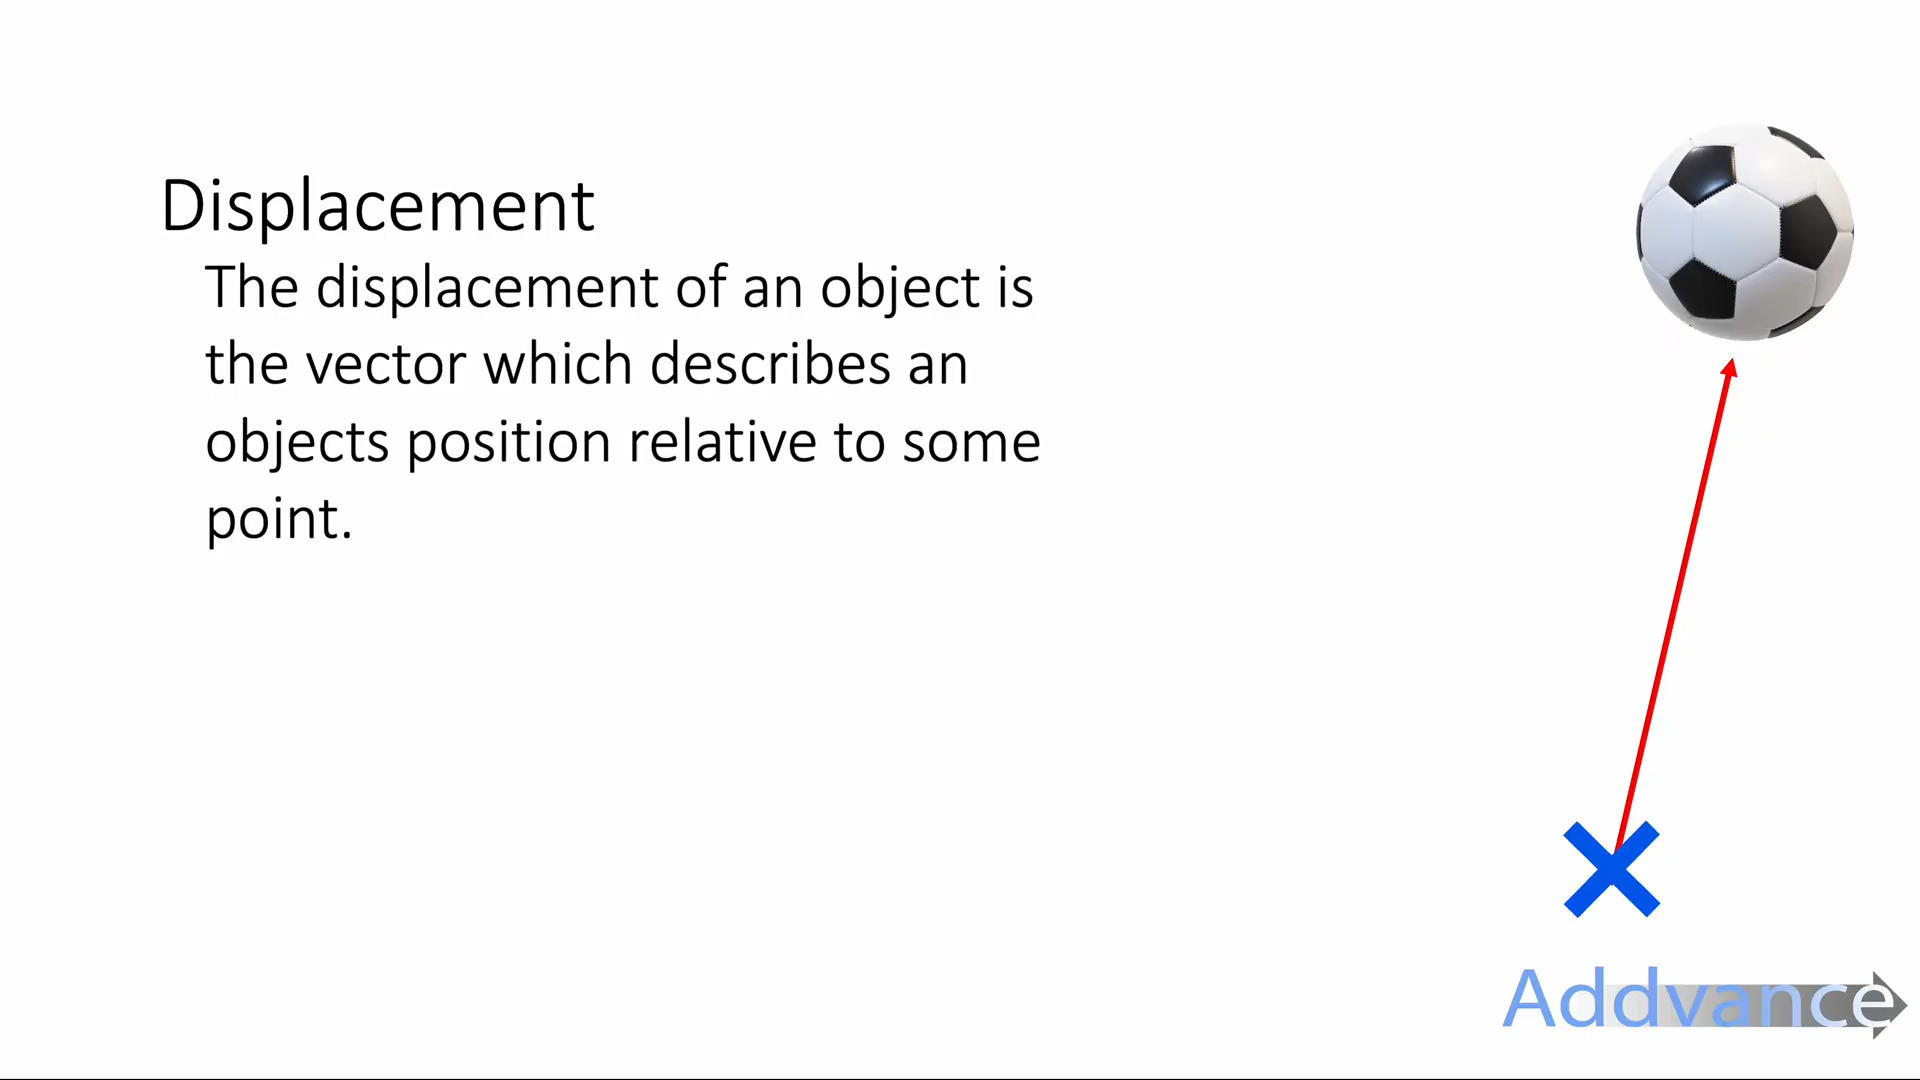 Displacement
The displacement of an object is
the vector which describes an
objects position relative to some
point.
Addvance